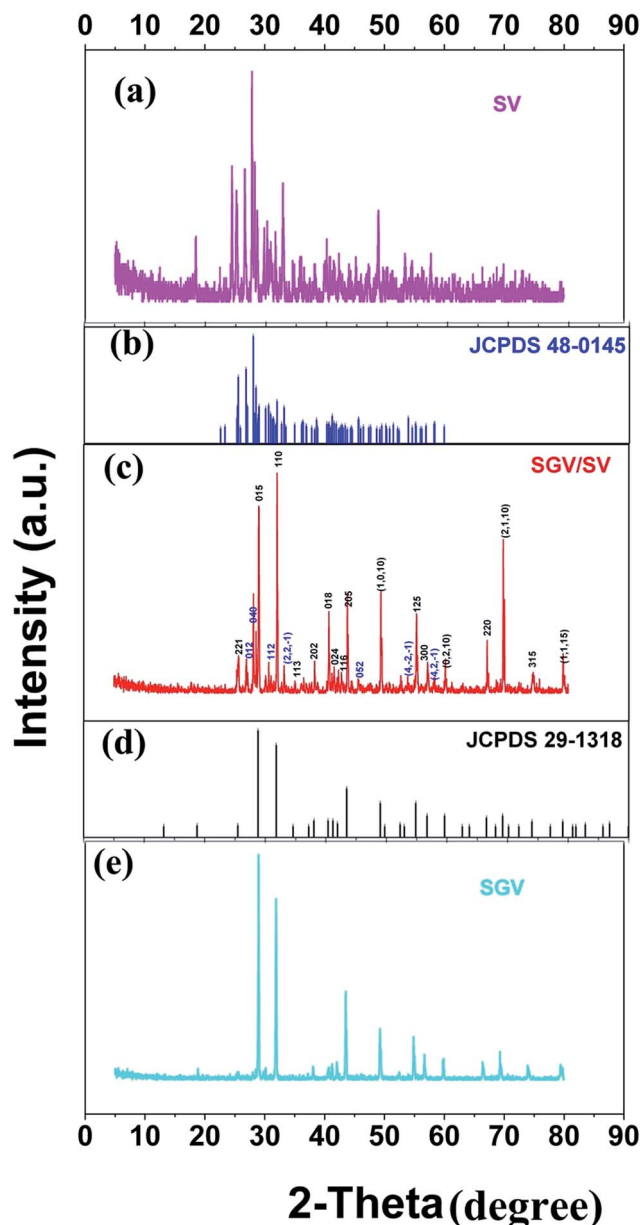 0 10 20 30 40 50 60 70 80 90
(a)
SV
(b)
JCPDS 48-0145
(c)
SGV/SV
110
015
(2,1,10)
(1,0,10)
205
018
125
040
220
221
012
112
(2,2,-1)
113
202
024
116
052
(4,-2,-1)
300
(4,2,-1)
(0,2,10)
315
(1,1,15)
(d)
JCPDS 29-1318
(e)
SGV
0 10 20 30 40 50 60 70 80 90
Intensity (a.u.)
2-Theta(degree)